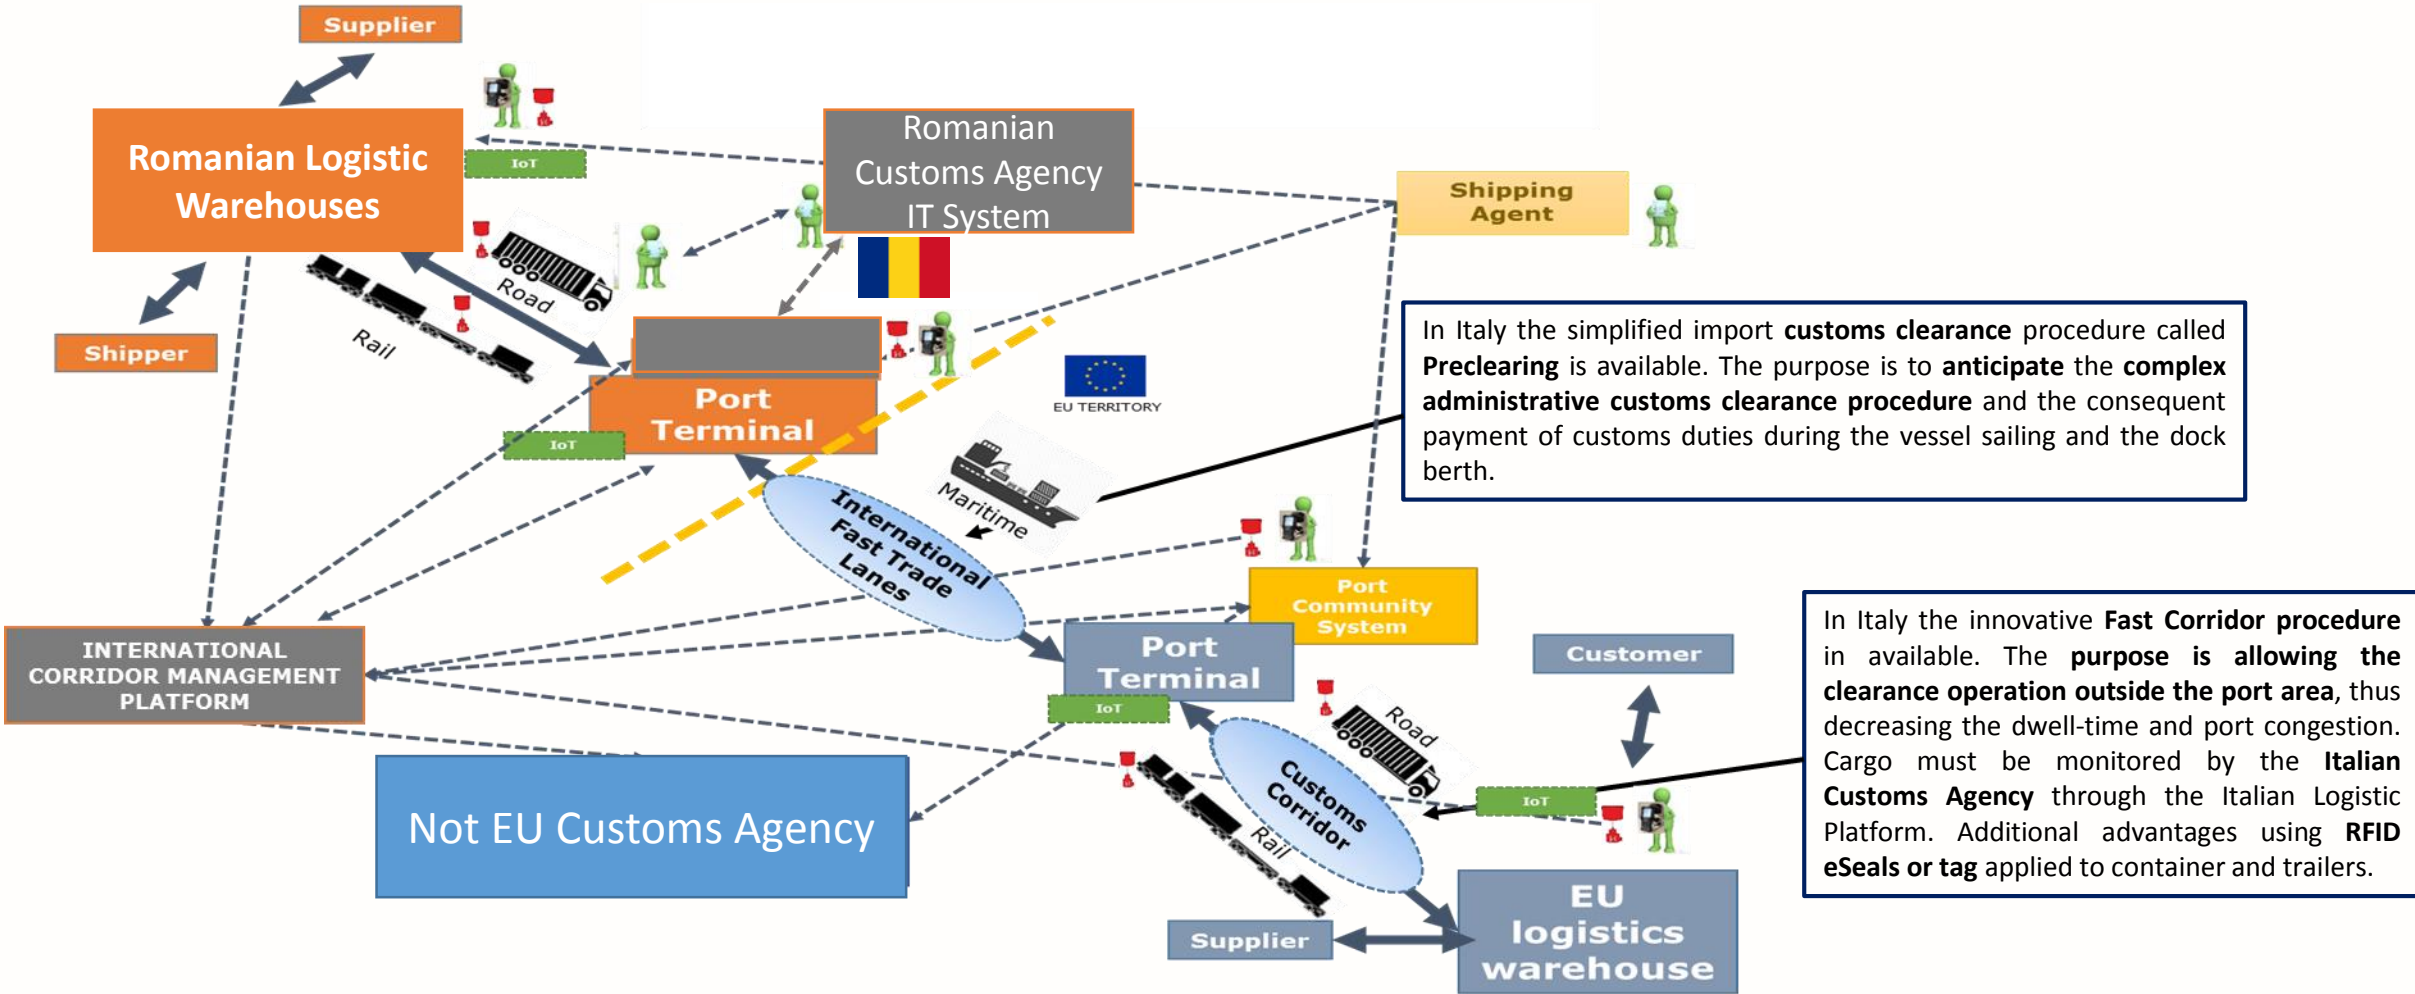 Supplier
Romanian Logistic
Warehouses
IoT
Romanian
Customs Agency
IT System
Shipping
Agent
Road
Rail
Shipper
Port
Terminal
IoT
EU TERRITORY
Maritime
International
Fast Trade
Lanes
In Italy the simplified import customs clearance procedure called
Preclearing is available. The purpose is to anticipate the complex
administrative customs clearance procedure and the consequent
payment of customs duties during the vessel sailing and the dock
berth.
Port
Community
System
INTERNATIONAL
CORRIDOR MANAGEMENT
PLATFORM
Port
Terminal
IoT
Customer
Road
Customs
Corridor
Rail
IoT
In Italy the innovative Fast Corridor procedure
in available. The purpose is allowing the
clearance operation outside the port area, thus
decreasing the dwell-time and port congestion.
Cargo must be monitored by the Italian
Customs Agency through the Italian Logistic
Platform. Additional advantages using RFID
eSeals or tag applied to container and trailers.
Not EU Customs Agency
Supplier
EU
logistics
warehouse